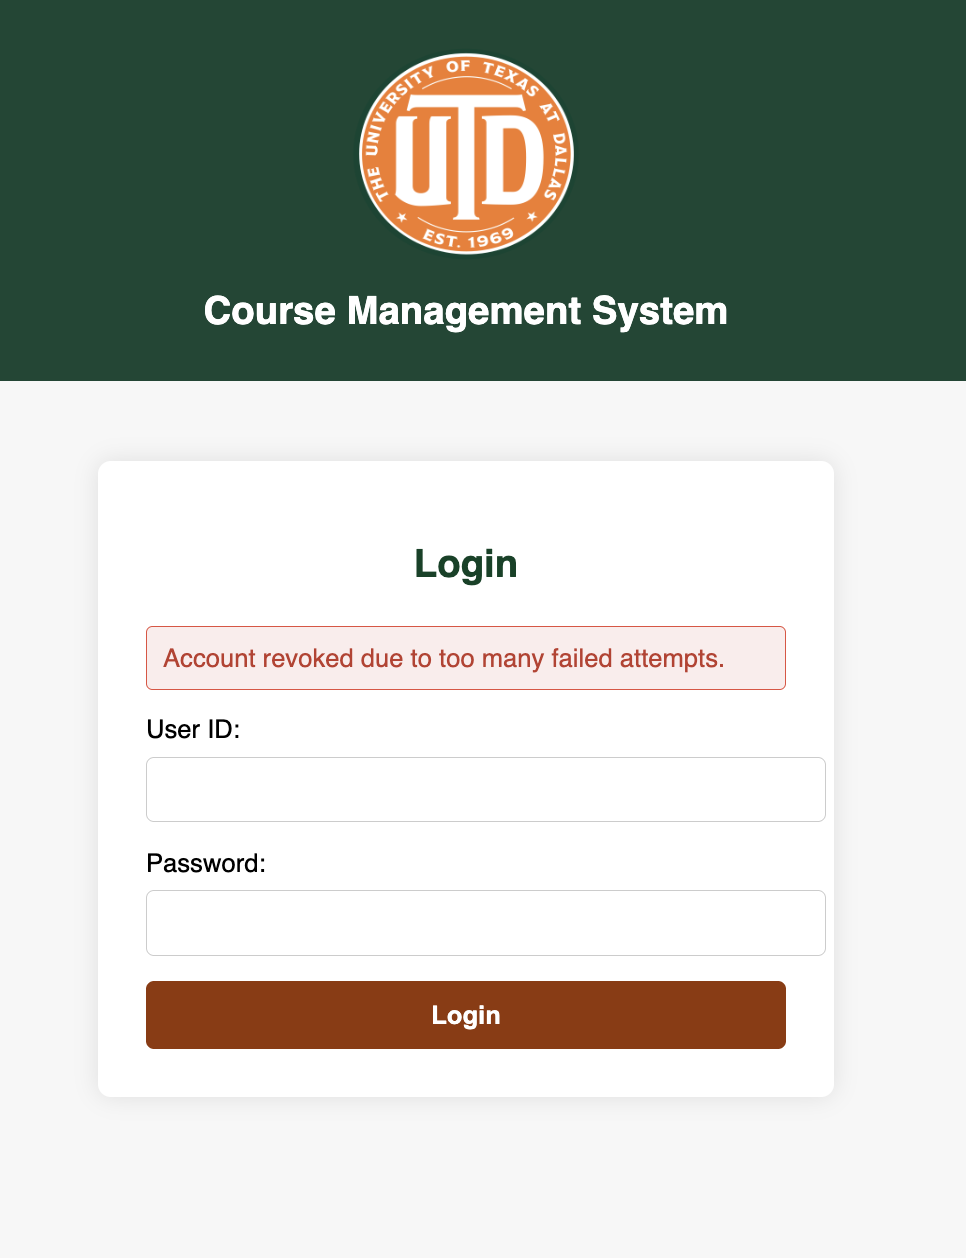 THE UNIVERSITY OF TEXAS AT DALLAS
UTD
EST. 1969
Course Management System
Login
Account revoked due to too many failed attempts.
User ID:
Password:
Login